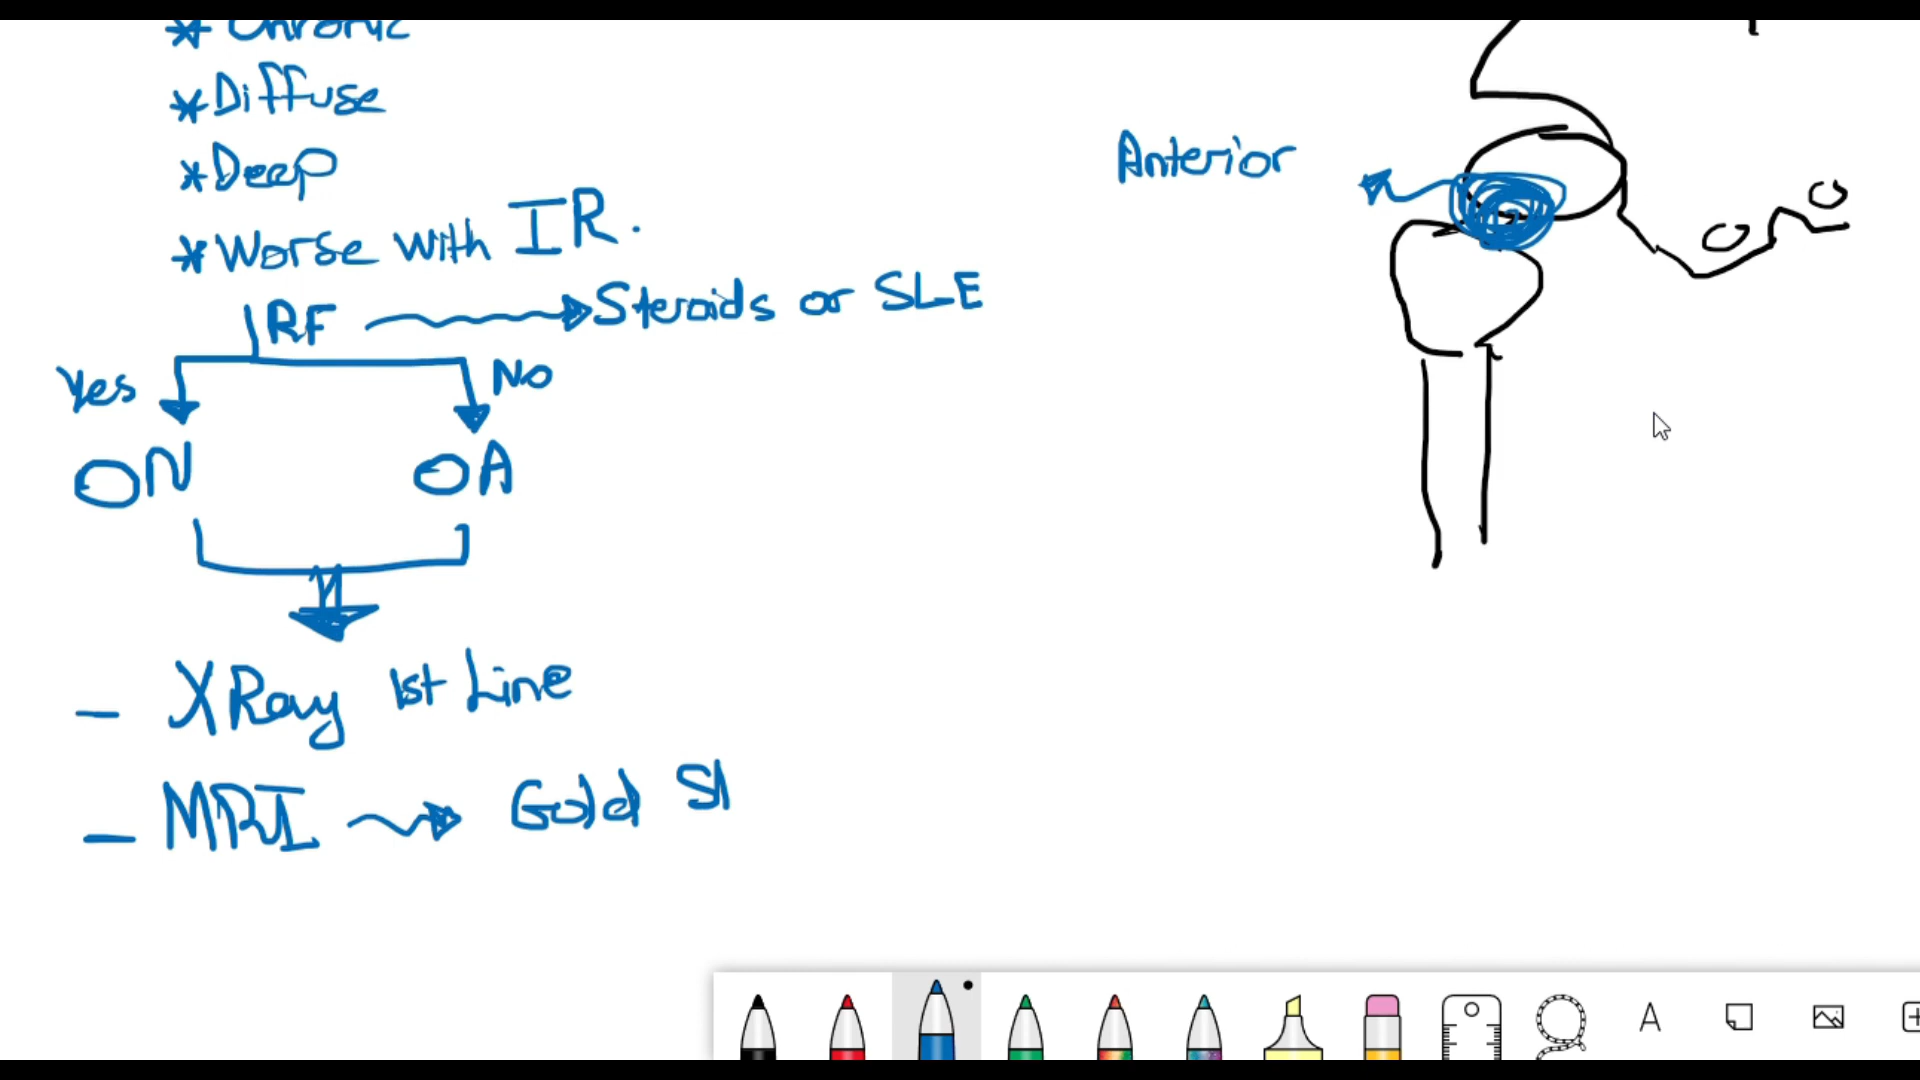 * Chronic
* Diffuse
* Deep
* Worse with IR.
RF → Steroids or SLE
Yes
No
ON
OA
- XRay 1st Line
- MRI → Gold St
Anterior
A